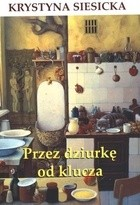 KRYSTYNA SIESICKA
Przez dziurkę
od klucza